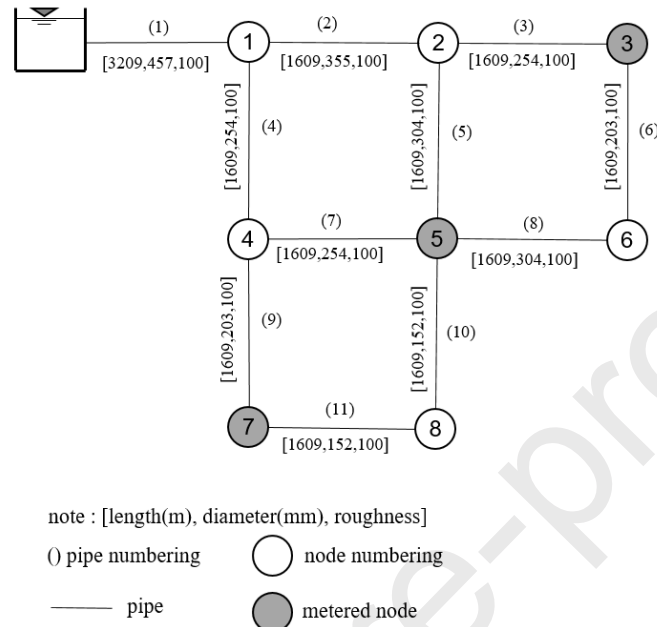 (1) (2) (3)
1 2 3
[3209,457,100] [1609,355,100] [1609,254,100]
[1609,254,100] (4) [1609,304,100] (5) [1609,203,100] (6)
(7) (8)
4 5 6
[1609,254,100] [1609,304,100]
[1609,203,100] (9) [1609,152,100] (10)
(11)
7 8
[1609,152,100]
note : [length(m), diameter(mm), roughness]
() pipe numbering node numbering
pipe metered node